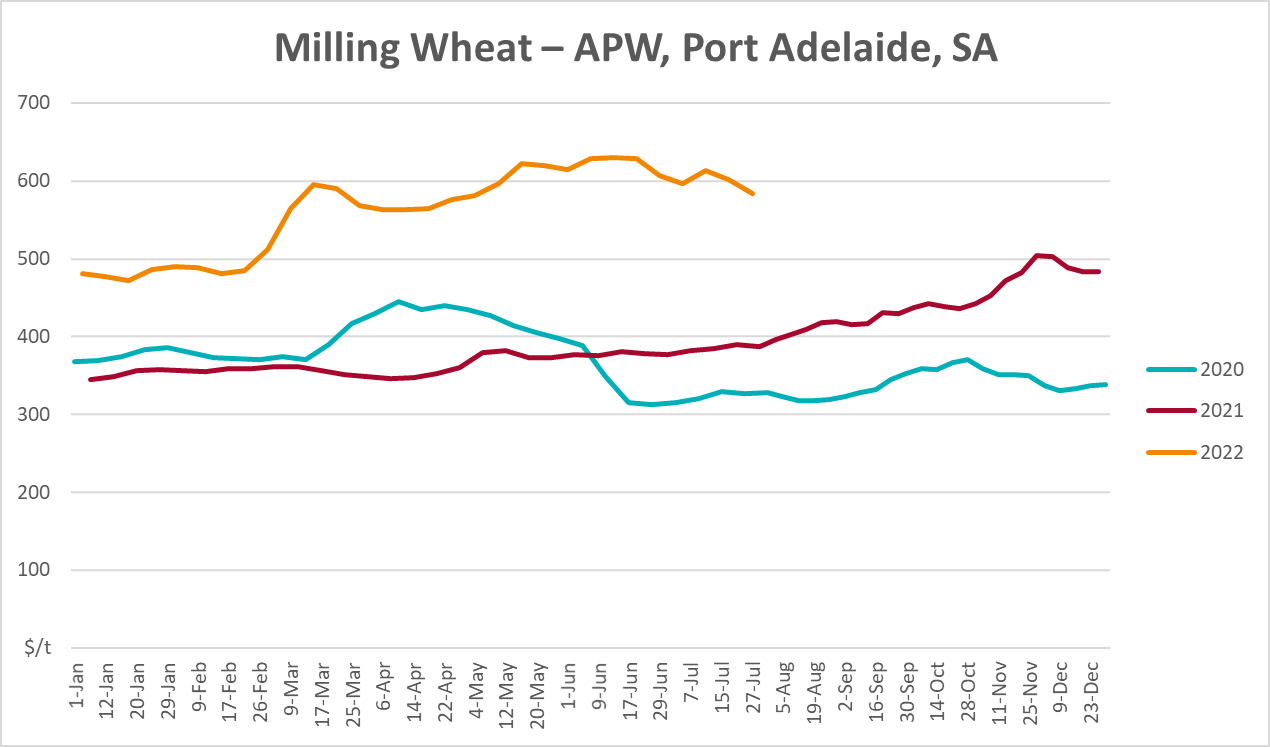 Milling Wheat – APW, Port Adelaide, SA
700
600
500
400
300
200
100
$/t
1-Jan
12-Jan
20-Jan
29-Jan
9-Feb
17-Feb
26-Feb
9-Mar
17-Mar
25-Mar
6-Apr
14-Apr
22-Apr
4-May
12-May
20-May
1-Jun
9-Jun
17-Jun
29-Jun
7-Jul
15-Jul
27-Jul
5-Aug
19-Aug
2-Sep
16-Sep
30-Sep
14-Oct
28-Oct
11-Nov
25-Nov
9-Dec
23-Dec
2020
2021
2022